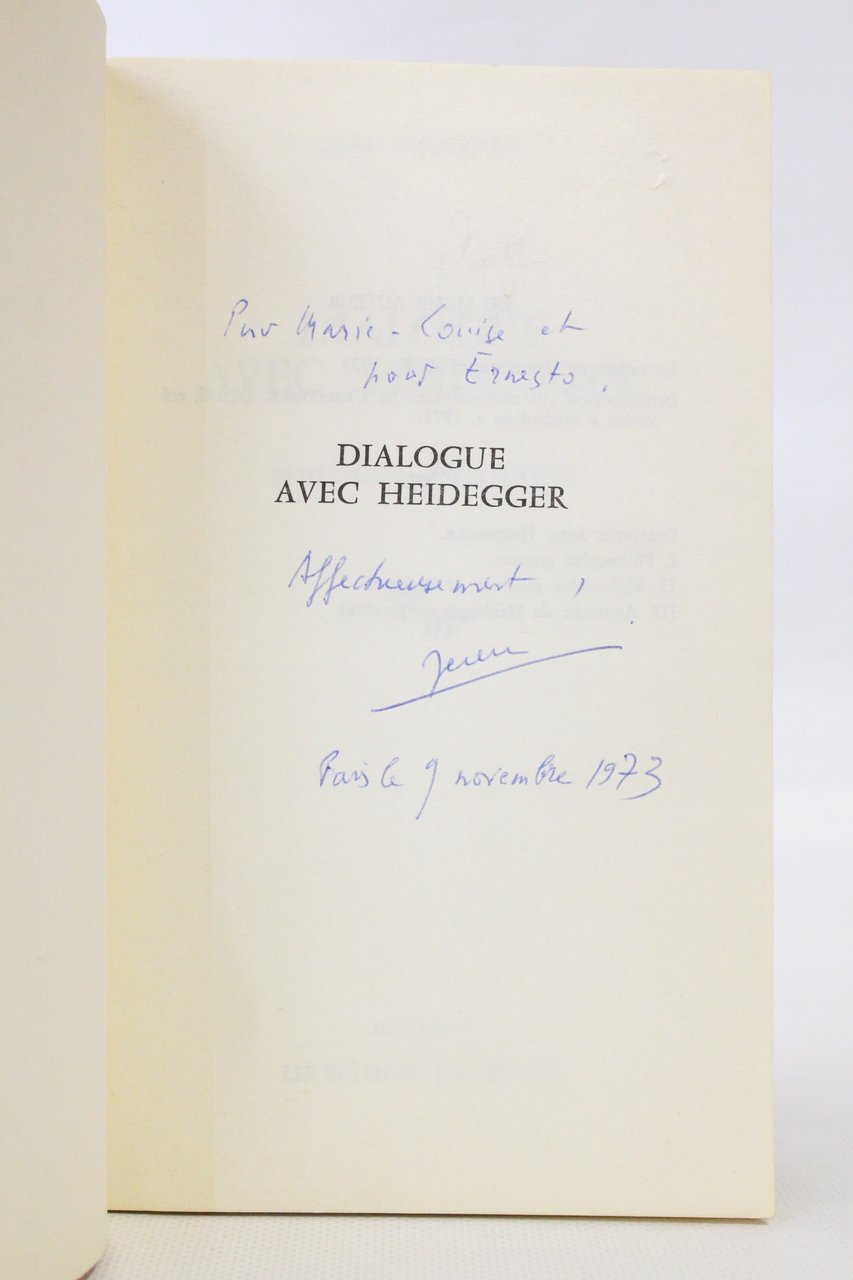 Pour Marie-Louise et
pour Ernesto,
DIALOGUE
AVEC HEIDEGGER
Affectueusement,
Jean
Paris le 9 novembre 1973